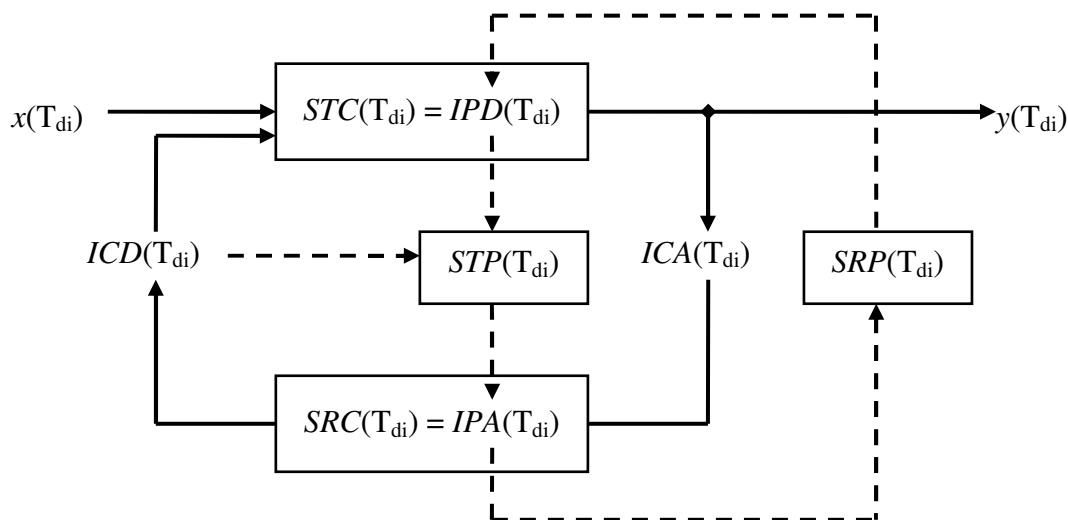 x(Tdi)
STC(Tdi) = IPD(Tdi)
y(Tdi)
ICD(Tdi)
STP(Tdi)
ICA(Tdi)
SRP(Tdi)
SRC(Tdi) = IPA(Tdi)